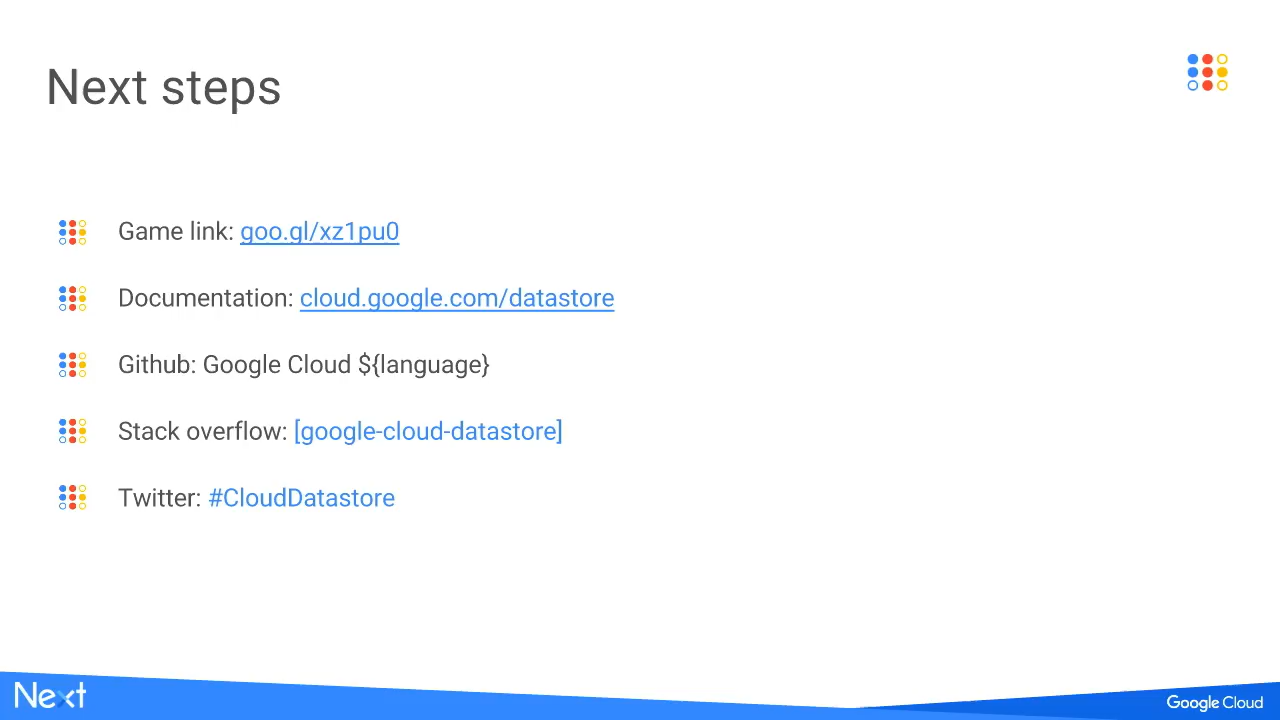 Next steps
Game link: goo.gl/xz1pu0
Documentation: cloud.google.com/datastore
Github: Google Cloud ${language}
Stack overflow: [google-cloud-datastore]
Twitter: #CloudDatastore
Next
Google Cloud